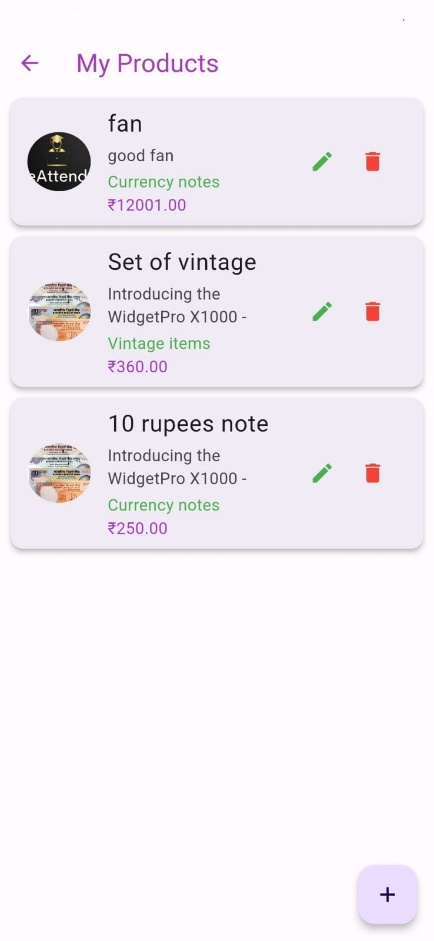 My Products
fan
eAttend
good fan
Currency notes
₹12001.00
Set of vintage
Introducing the
WidgetPro X1000 -
Vintage items
₹360.00
10 rupees note
Introducing the
WidgetPro X1000 -
Currency notes
₹250.00